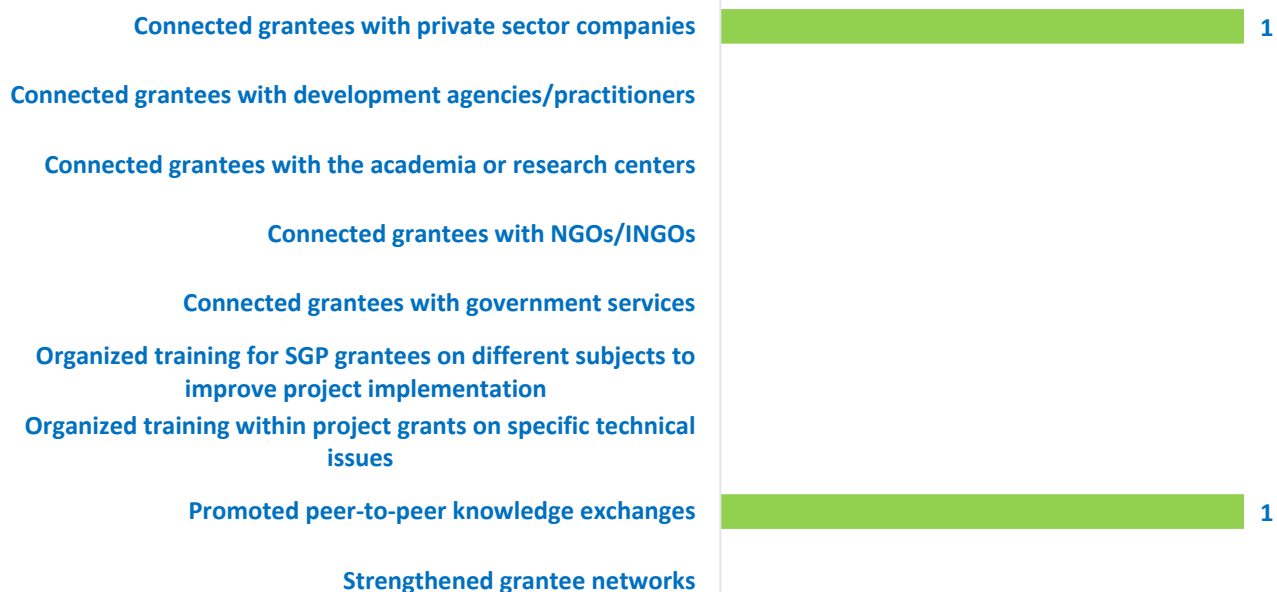 Connected grantees with private sector companies 1
Connected grantees with development agencies/practitioners
Connected grantees with the academia or research centers
Connected grantees with NGOs/INGOs
Connected grantees with government services
Organized training for SGP grantees on different subjects to
improve project implementation
Organized training within project grants on specific technical
issues
Promoted peer-to-peer knowledge exchanges 1
Strengthened grantee networks